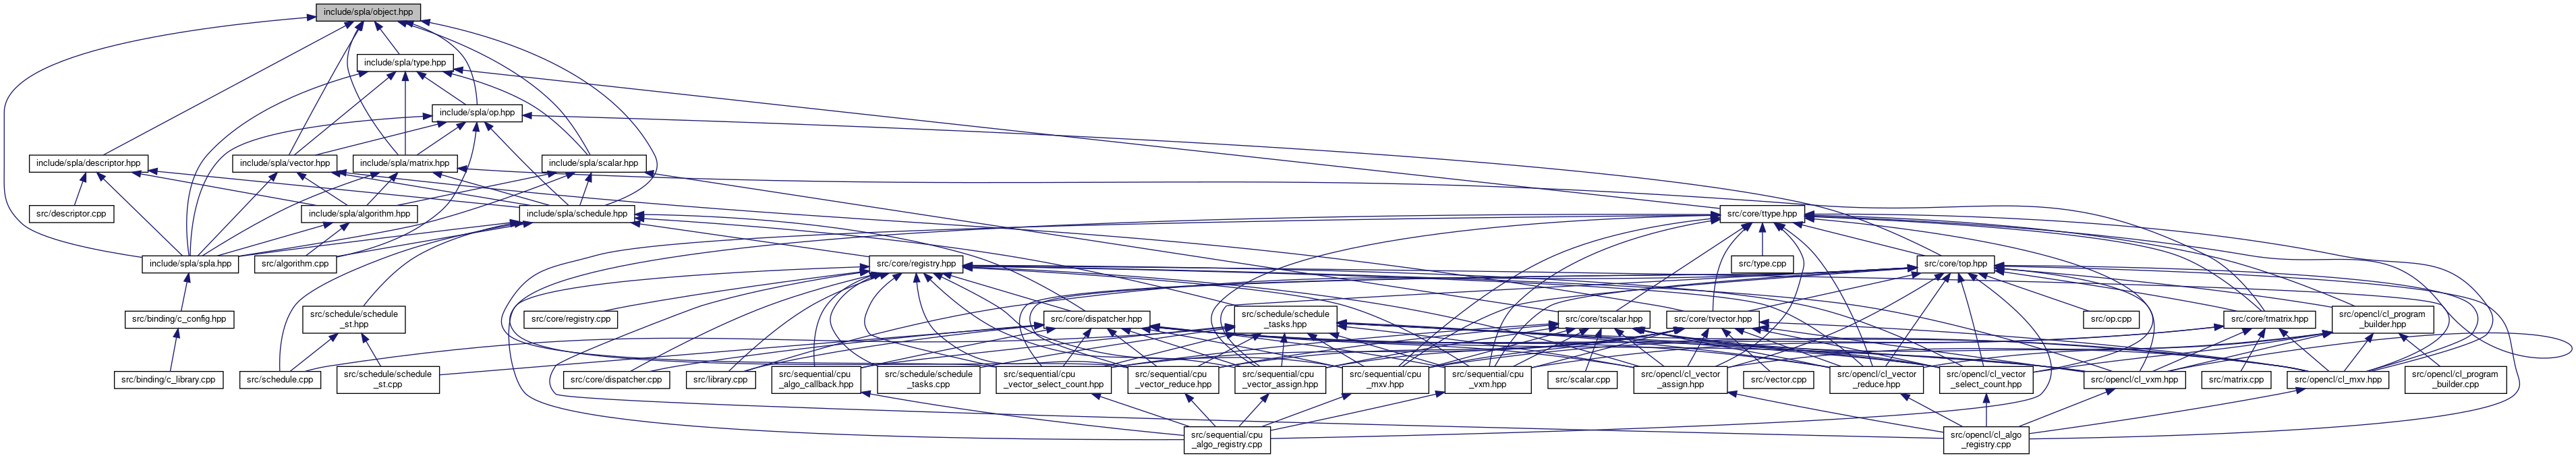 include/spla/object.hpp
include/spla/type.hpp
include/spla/op.hpp
include/spla/descriptor.hpp
include/spla/vector.hpp
include/spla/matrix.hpp
include/spla/scalar.hpp
src/descriptor.cpp
include/spla/algorithm.hpp
include/spla/schedule.hpp
src/core/ttype.hpp
include/spla/spla.hpp
src/algorithm.cpp
src/core/registry.hpp
src/type.cpp
src/core/top.hpp
src/binding/c_config.hpp
src/schedule/schedule
_st.hpp
src/core/registry.cpp
src/core/dispatcher.hpp
src/schedule/schedule
_tasks.hpp
src/core/tscalar.hpp
src/core/tvector.hpp
src/op.cpp
src/core/tmatrix.hpp
src/opencl/cl_program
_builder.hpp
src/binding/c_library.cpp
src/schedule.cpp
src/schedule/schedule
_st.cpp
src/core/dispatcher.cpp
src/library.cpp
src/sequential/cpu
_algo_callback.hpp
src/schedule/schedule
_tasks.cpp
src/sequential/cpu
_vector_select_count.hpp
src/sequential/cpu
_vector_reduce.hpp
src/sequential/cpu
_vector_assign.hpp
src/sequential/cpu
_mxv.hpp
src/sequential/cpu
_vxm.hpp
src/scalar.cpp
src/opencl/cl_vector
_assign.hpp
src/vector.cpp
src/opencl/cl_vector
_reduce.hpp
src/opencl/cl_vector
_select_count.hpp
src/opencl/cl_vxm.hpp
src/matrix.cpp
src/opencl/cl_mxv.hpp
src/opencl/cl_program
_builder.cpp
src/sequential/cpu
_algo_registry.cpp
src/opencl/cl_algo
_registry.cpp